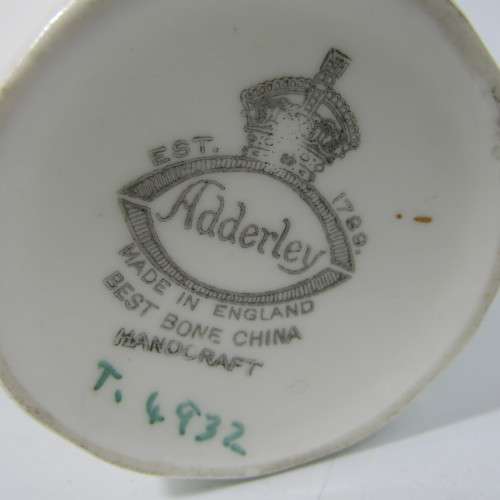 EST. 1789.
Adderley
MADE IN ENGLAND
BEST BONE CHINA
HANDCRAFT
T. 4932